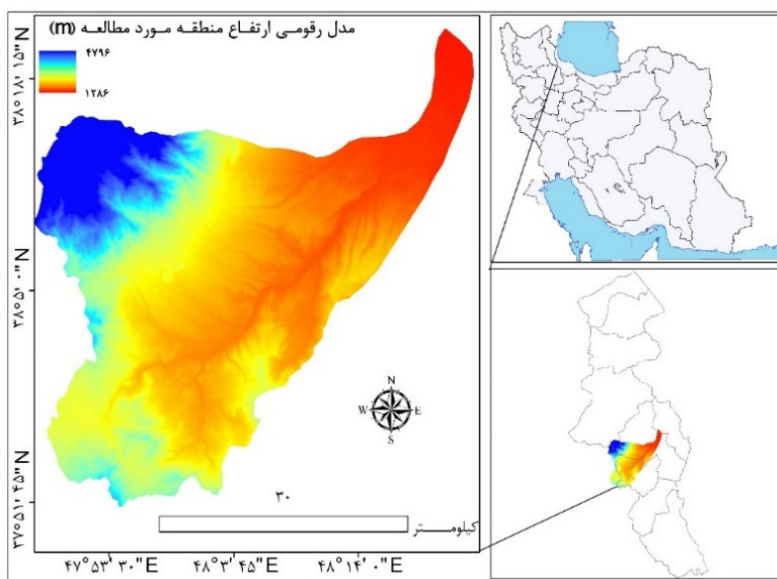 مدل رقومی ارتفاع منطقه مورد مطالعه (m)
۴۷۹۶
۱۲۸۶
۳۸°۱۸' ۱۵"N
۳۸°۵' ۰"N
۳۷°۵۱' ۴۵"N
N
W E
S
۳۰
کیلومتر
۴۷°۵۳' ۳۰"E ۴۸°۳' ۴۵"E ۴۸°۱۴' ۰"E